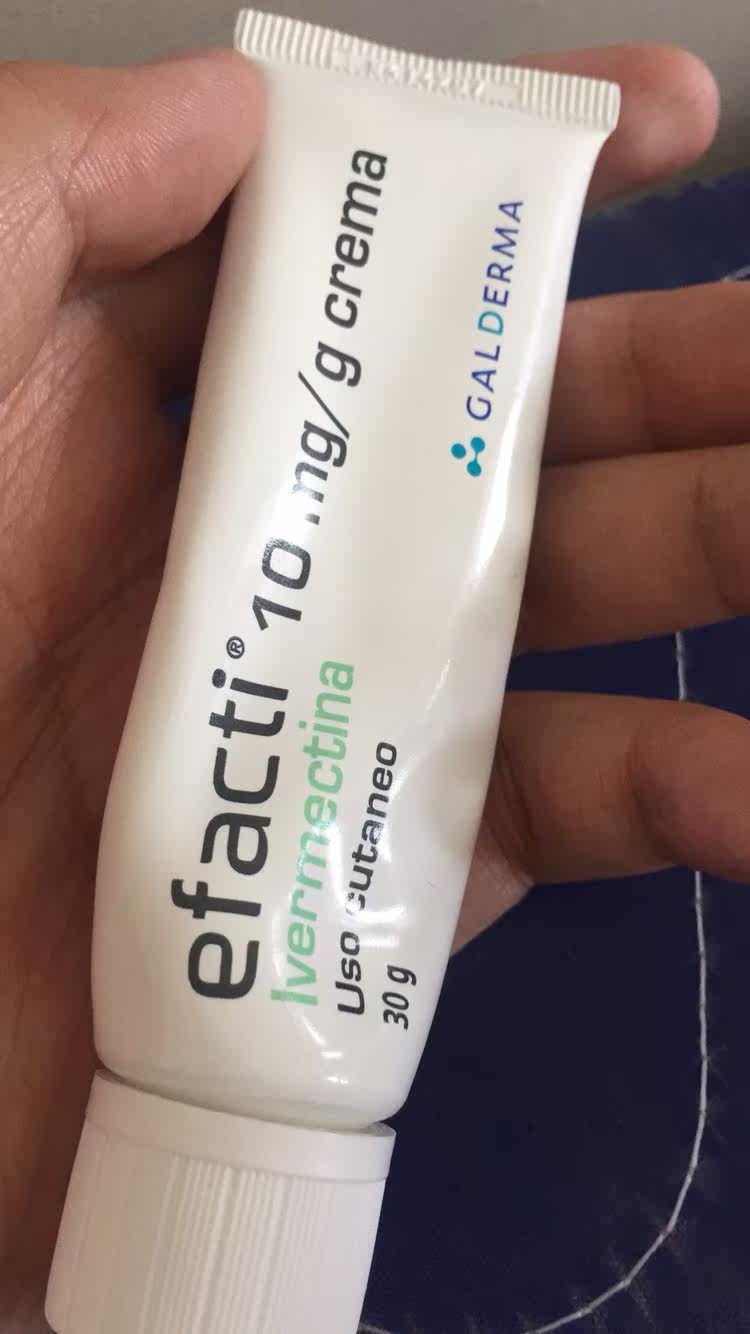 efacti® 10 mg/g crema
Ivermectina
Uso cutaneo
30 g
GALDERMA